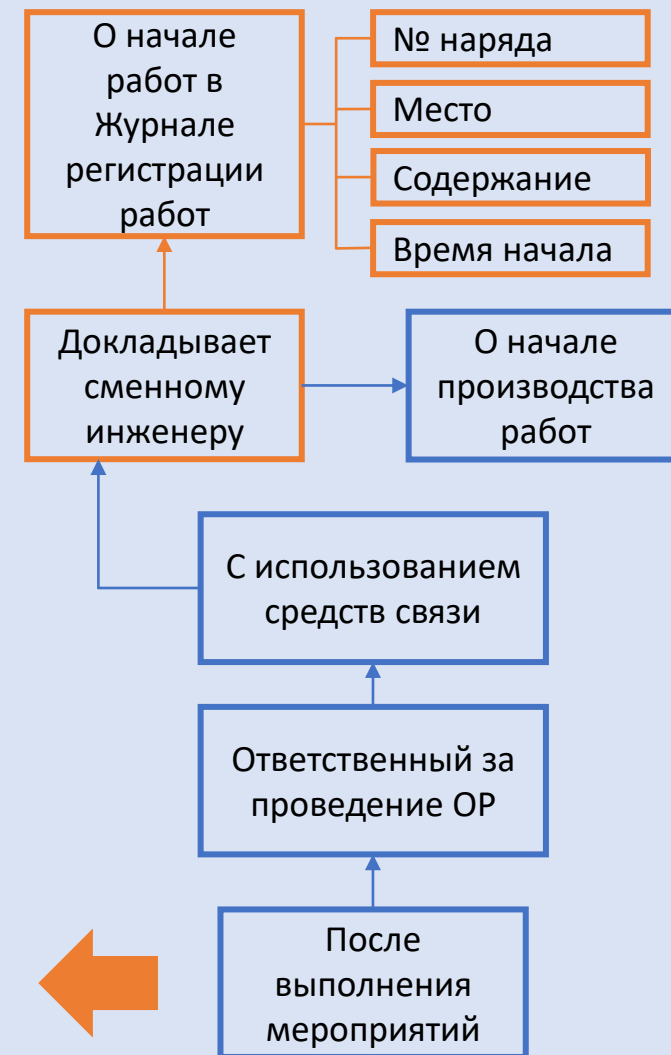 О начале
работ в
Журнале
регистрации
работ
№ наряда
Место
Содержание
Время начала
Докладывает
сменному
инженеру
О начале
производства
работ
С использованием
средств связи
Ответственный за
проведение ОР
После
выполнения
мероприятий